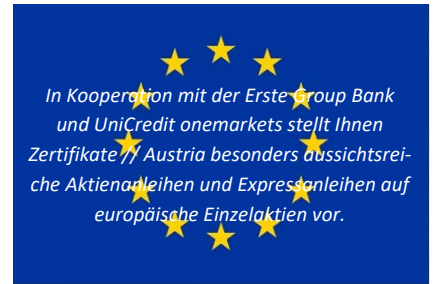 In Kooperation mit der Erste Group Bank
und UniCredit onemarkets stellt Ihnen
Zertifikate // Austria besonders aussichtsrei-
che Aktienanleihen und Expressanleihen auf
europäische Einzelaktien vor.